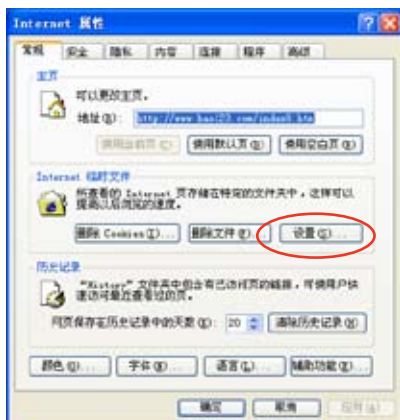 Internet 属性
常规 安全 隐私 内容 连接 程序 高级
主页
可以更改主页。
地址(R):
使用当前页(C) 使用默认页(D) 使用空白页(B)
Internet 临时文件
所查看的 Internet 页存储在特定的文件夹中，这样可以
提高以后浏览的速度。
删除 Cookies(I)... 删除文件(F)... 设置(S)...
历史记录
“History”文件夹中包含有已访问页的链接，可使用户快
速访问最近查看过的页。
网页保存在历史记录中的天数(K): 20 清除历史记录(H)
颜色(O)... 字体(N)... 语言(L)... 辅助功能(E)...
确定 取消 应用(A)